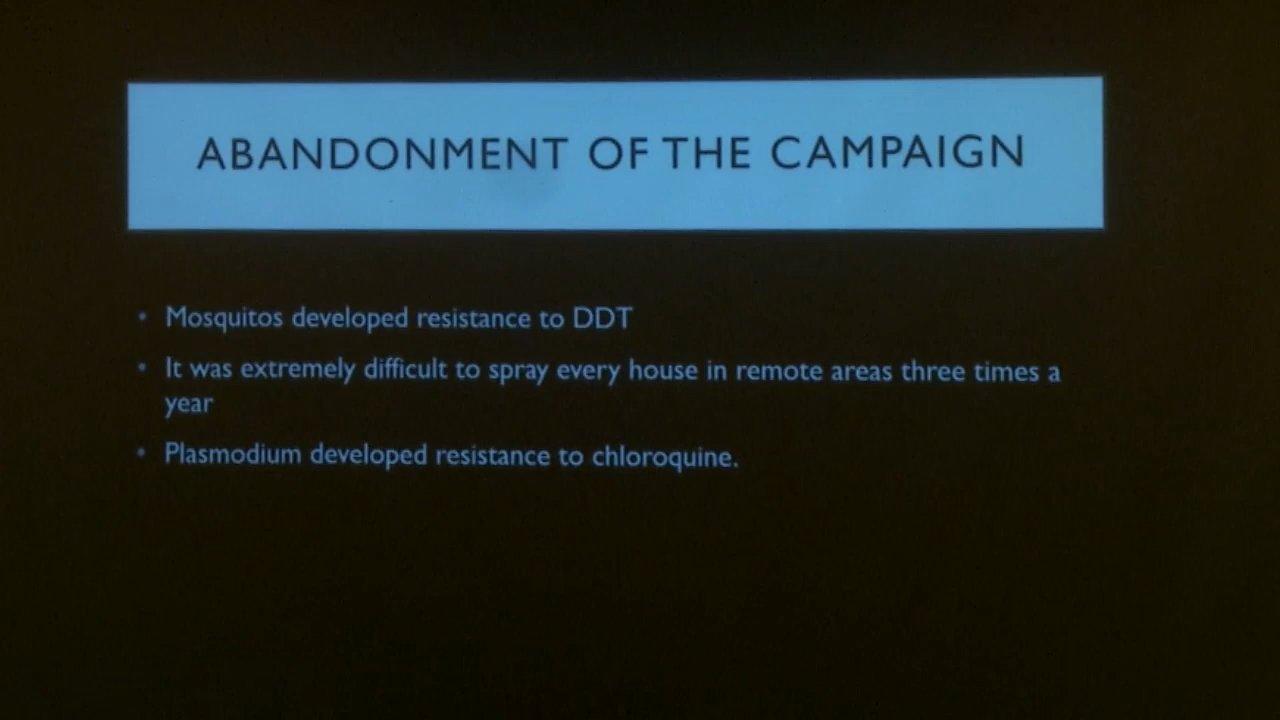 ABANDONMENT OF THE CAMPAIGN
• Mosquitos developed resistance to DDT
• It was extremely difficult to spray every house in remote areas three times a
year
• Plasmodium developed resistance to chloroquine.